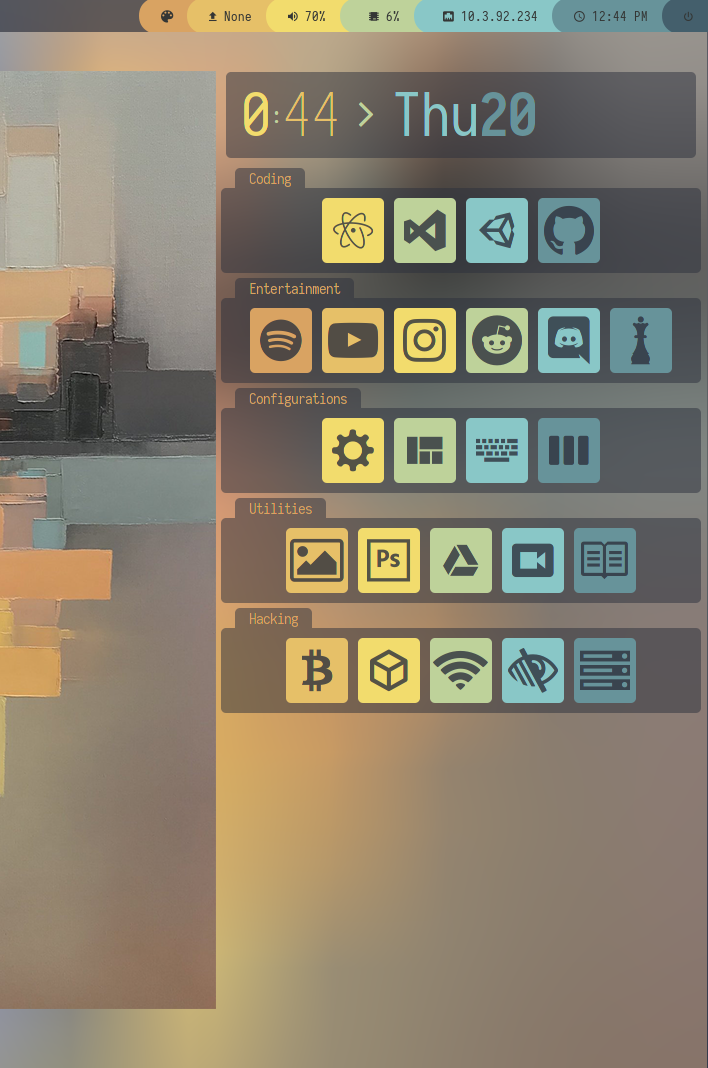 None 70% 6% 10.3.92.234 12:44 PM
0:44 > Thu20
Coding
Entertainment
Configurations
Utilities
Ps
Hacking